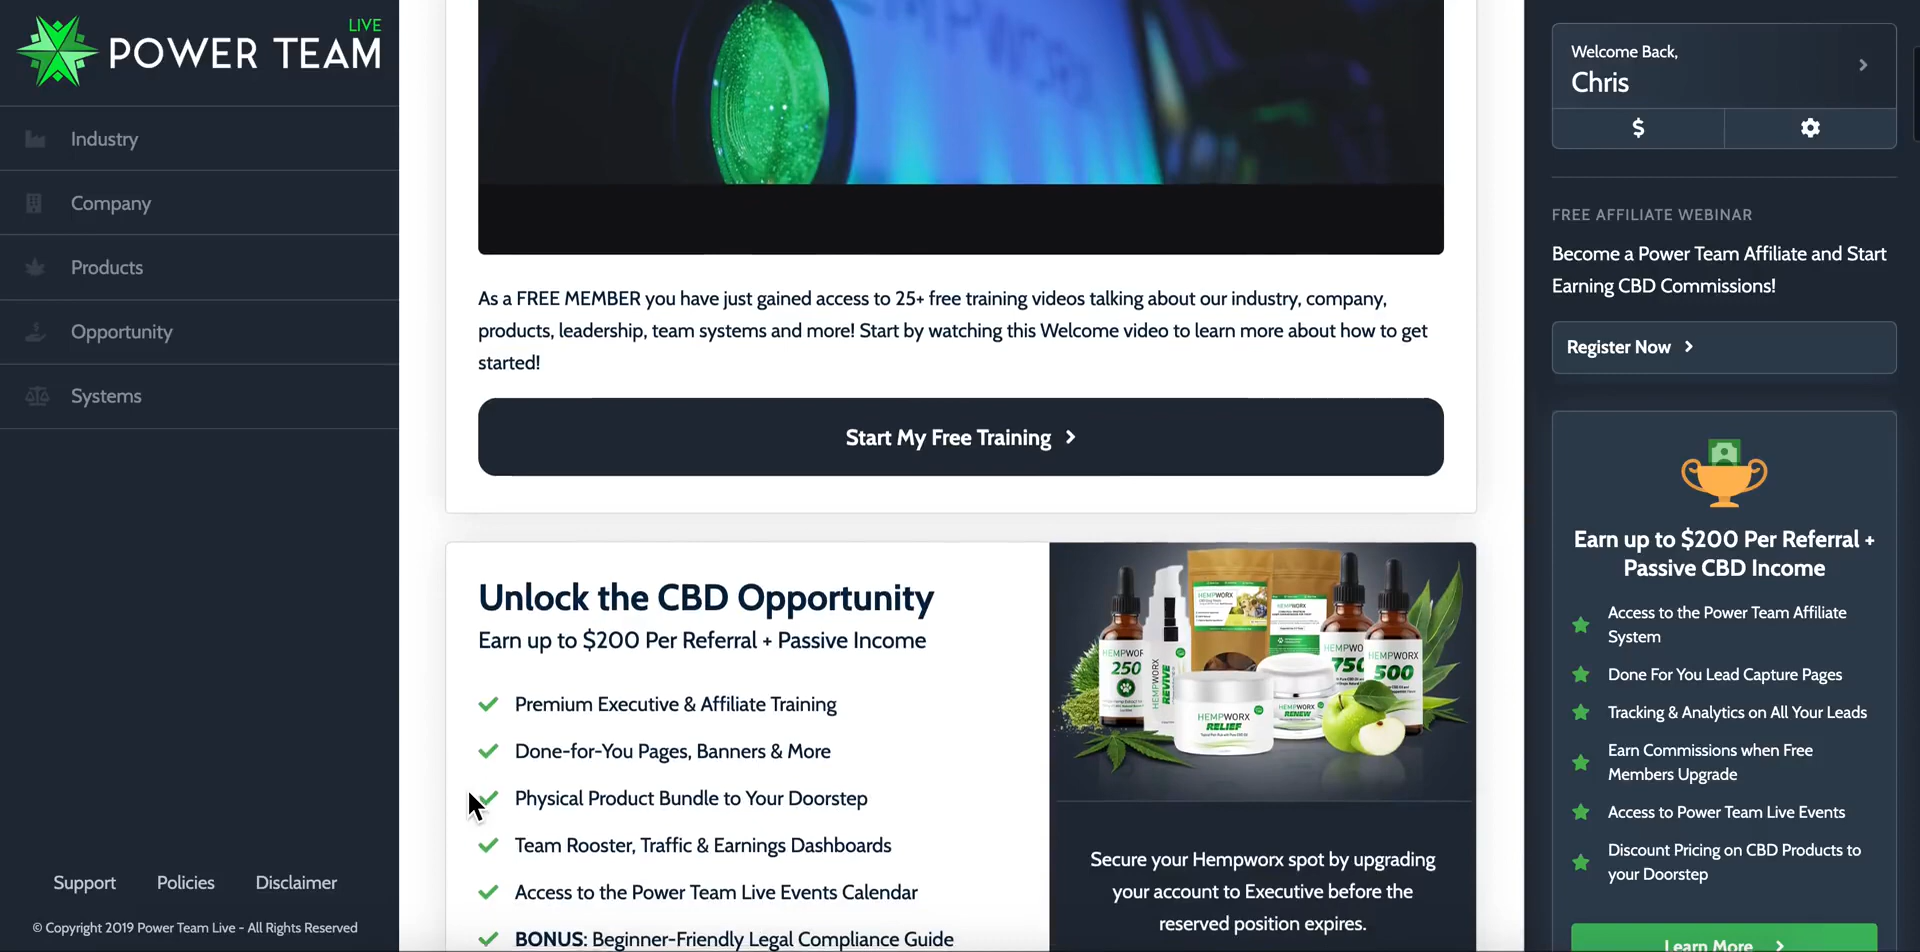 LIVE
POWER TEAM
Industry
Company
Products
Opportunity
Systems
Support Policies Disclaimer
© Copyright 2019 Power Team Live - All Rights Reserved
As a FREE MEMBER you have just gained access to 25+ free training videos talking about our industry, company,
products, leadership, team systems and more! Start by watching this Welcome video to learn more about how to get
started!
Start My Free Training
Unlock the CBD Opportunity
Earn up to $200 Per Referral + Passive Income
Premium Executive & Affiliate Training
Done-for-You Pages, Banners & More
Physical Product Bundle to Your Doorstep
Team Rooster, Traffic & Earnings Dashboards
Access to the Power Team Live Events Calendar
BONUS: Beginner-Friendly Legal Compliance Guide
HEMPWOR
250
HEMPWORX
REVIVE
HEMPWORX
HEMPWORX
RELIEF
HEMPWORX
RENEW
HEMPWO
750
HEMPWORX
500
Secure your Hempworx spot by upgrading
your account to Executive before the
reserved position expires.
Welcome Back,
Chris
$
FREE AFFILIATE WEBINAR
Become a Power Team Affiliate and Start
Earning CBD Commissions!
Register Now
Earn up to $200 Per Referral +
Passive CBD Income
Access to the Power Team Affiliate
System
Done For You Lead Capture Pages
Tracking & Analytics on All Your Leads
Earn Commissions when Free
Members Upgrade
Access to Power Team Live Events
Discount Pricing on CBD Products to
your Doorstep
Learn More